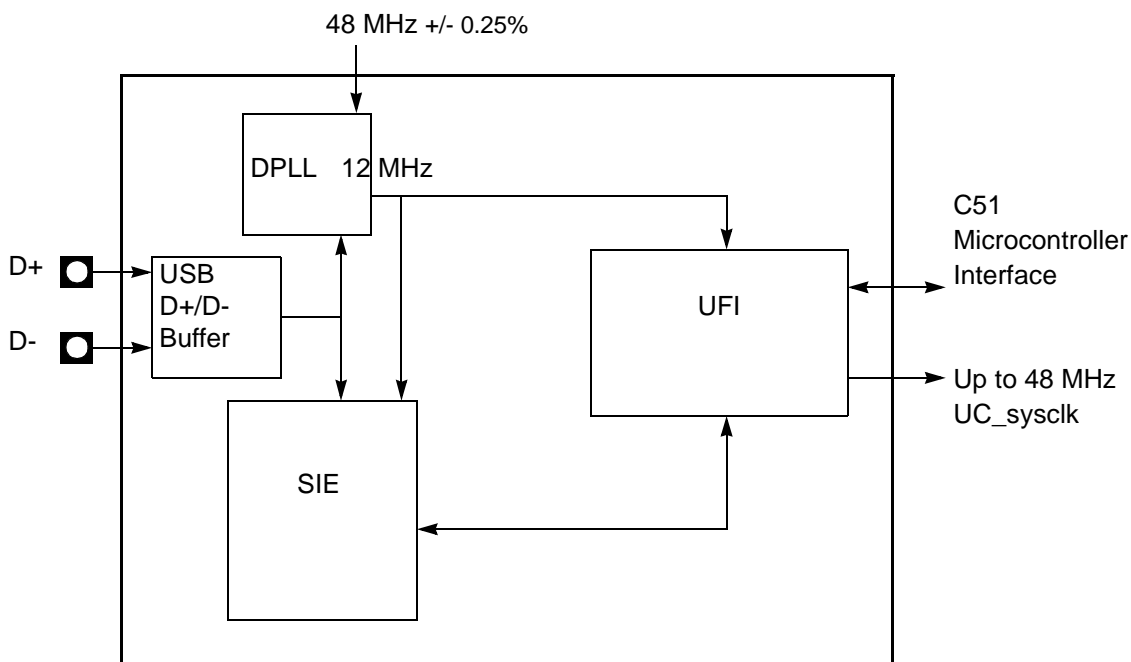 48 MHz +/- 0.25%
DPLL 12 MHz
D+
D-
USB
D+/D-
Buffer
UFI
C51
Microcontroller
Interface
Up to 48 MHz
UC_sysclk
SIE